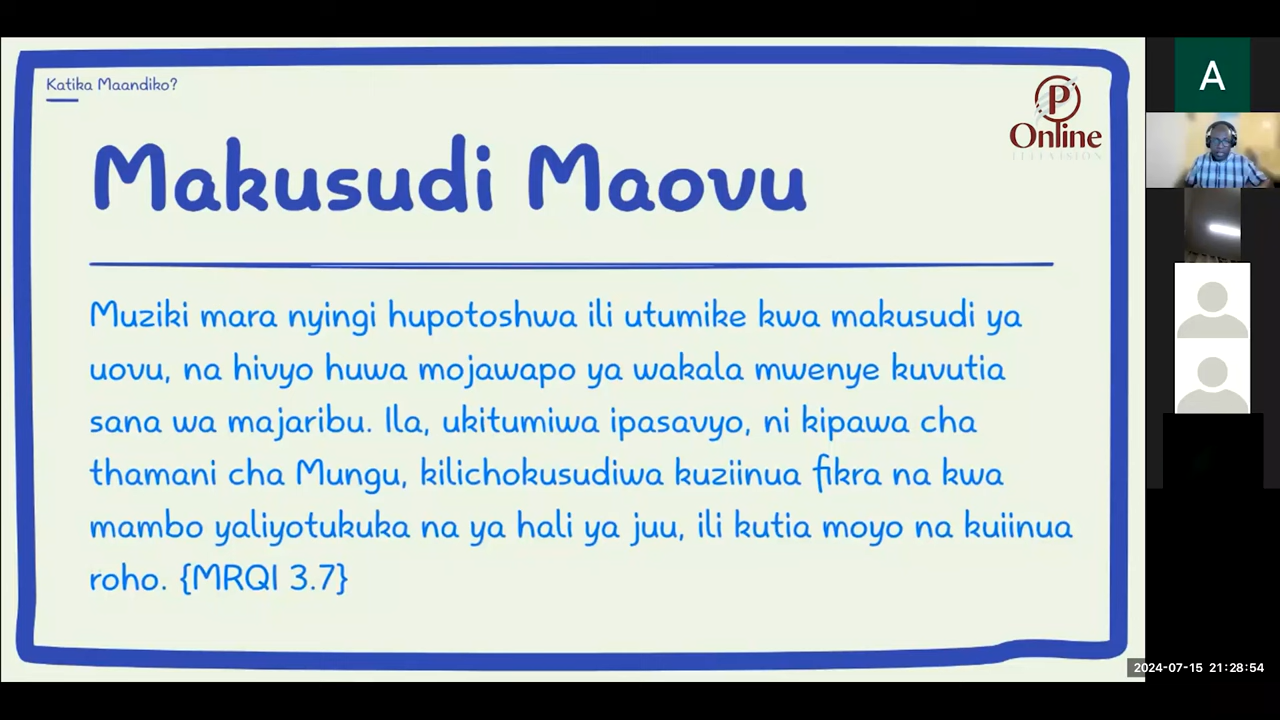 Katika Maandiko?
P
Online
TELEVISION
A
Makusudi Maovu
Muziki mara nyingi hupotoshwa ili utumike kwa makusudi ya
uovu, na hivyo huwa mojawapo ya wakala mwenye kuvutia
sana wa majaribu. Ila, ukitumiwa ipasavyo, ni kipawa cha
thamani cha Mungu, kilichokusudiwa kuziinua fikra na kwa
mambo yaliyotukuka na ya hali ya juu, ili kutia moyo na kuiinua
roho. {MRQI 3.7}
2024-07-15 21:28:54